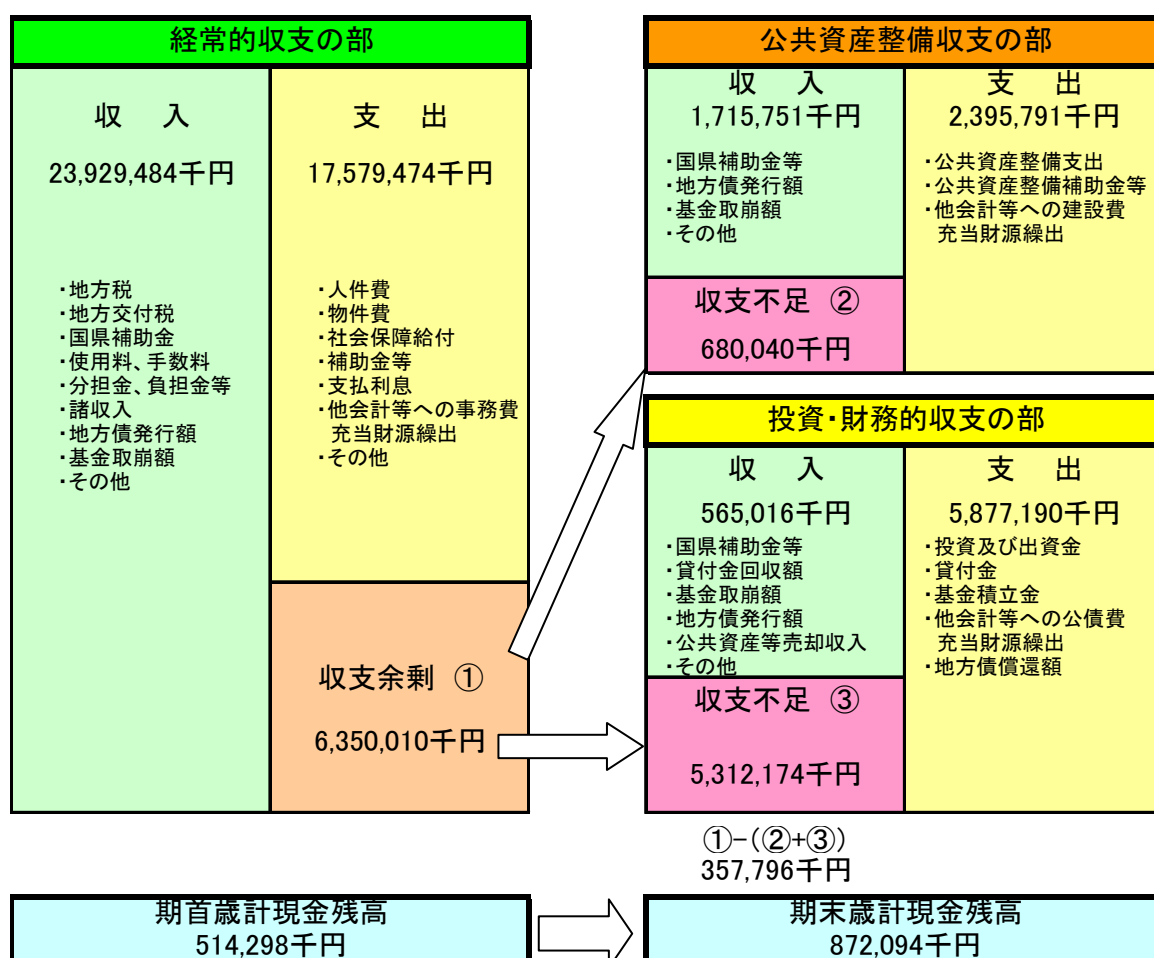 経常的収支の部
収　入
23,929,484千円
・地方税
・地方交付税
・国県補助金
・使用料、手数料
・分担金、負担金等
・諸収入
・地方債発行額
・基金取崩額
・その他
支　出
17,579,474千円
・人件費
・物件費
・社会保障給付
・補助金等
・支払利息
・他会計等への事務費
充当財源繰出
・その他
収支余剰　①
6,350,010千円
公共資産整備収支の部
収　入
1,715,751千円
・国県補助金等
・地方債発行額
・基金取崩額
・その他
収支不足　②
680,040千円
支　出
2,395,791千円
・公共資産整備支出
・公共資産整備補助金等
・他会計等への建設費
充当財源繰出
投資・財務的収支の部
収　入
565,016千円
・国県補助金等
・貸付金回収額
・基金取崩額
・地方債発行額
・公共資産等売却収入
・その他
収支不足　③
5,312,174千円
支　出
5,877,190千円
・投資及び出資金
・貸付金
・基金積立金
・他会計等への公債費
充当財源繰出
・地方債償還額
①-(②+③)
357,796千円
期首歳計現金残高
514,298千円
期末歳計現金残高
872,094千円